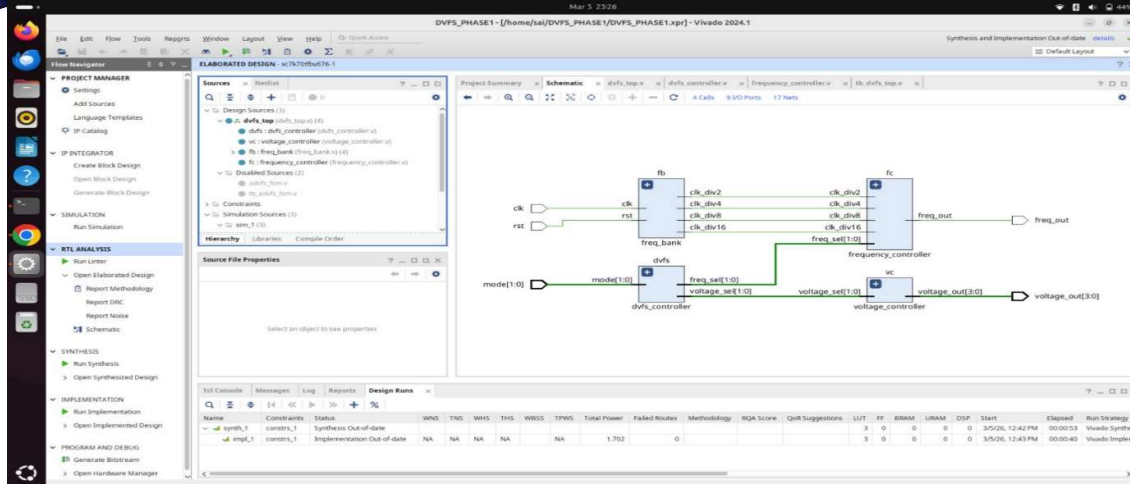 Mar 5 23:26
44%
DVFS_PHASE1 - [/home/sai/DVFS_PHASE1/DVFS_PHASE1.xpr] - Vivado 2024.1
File Edit Flow Tools Reports Window Layout View Help Quick Access
Synthesis and Implementation Out-of-date details
Default Layout
Flow Navigator
ELABORATED DESIGN - xc7k70tfbv676-1
PROJECT MANAGER
Settings
Add Sources
Language Templates
IP Catalog
IP INTEGRATOR
Create Block Design
Open Block Design
Generate Block Design
SIMULATION
Run Simulation
RTL ANALYSIS
Run Linter
Open Elaborated Design
Report Methodology
Report DRC
Report Noise
Schematic
SYNTHESIS
Run Synthesis
Open Synthesized Design
IMPLEMENTATION
Run Implementation
Open Implemented Design
PROGRAM AND DEBUG
Generate Bitstream
Open Hardware Manager
Sources Netlist
Design Sources (3)
dvfs_top (dvfs_top.v) (4)
dvfs : dvfs_controller (dvfs_controller.v)
vc : voltage_controller (voltage_controller.v)
fb : freq_bank (freq_bank.v) (4)
fc : frequency_controller (frequency_controller.v)
Disabled Sources (2)
advfs_fsm.v
tb_advfs_fsm.v
Constraints
Simulation Sources (3)
sim_1 (3)
Hierarchy Libraries Compile Order
Source File Properties
Select an object to see properties
Project Summary Schematic dvfs_top.v dvfs_controller.v frequency_controller.v tb_dvfs_top.v
4 Cells 9 I/O Ports 17 Nets
fb fc
clk_div2 clk_div2
clk clk clk_div4 clk_div4
rst rst clk_div8 clk_div8 freq_out freq_out
clk_div16 clk_div16
freq_bank freq_sel[1:0]
frequency_controller
dvfs vc
mode[1:0] mode[1:0] freq_sel[1:0]
voltage_sel[1:0] voltage_sel[1:0] voltage_out[3:0] voltage_out[3:0]
dvfs_controller voltage_controller
Tcl Console Messages Log Reports Design Runs
Name Constraints Status WNS TNS WHS THS WBSS TPWS Total Power Failed Routes Methodology RQA Score QoR Suggestions LUT FF BRAM URAM DSP Start Elapsed Run Strategy
synth_1 constrs_1 Synthesis Out-of-date 3 0 0 0 0 3/5/26, 12:42 PM 00:00:53 Vivado Synthe
impl_1 constrs_1 Implementation Out-of-date NA NA NA NA NA 1.702 0 3 0 0 0 0 3/5/26, 12:43 PM 00:00:40 Vivado Implem